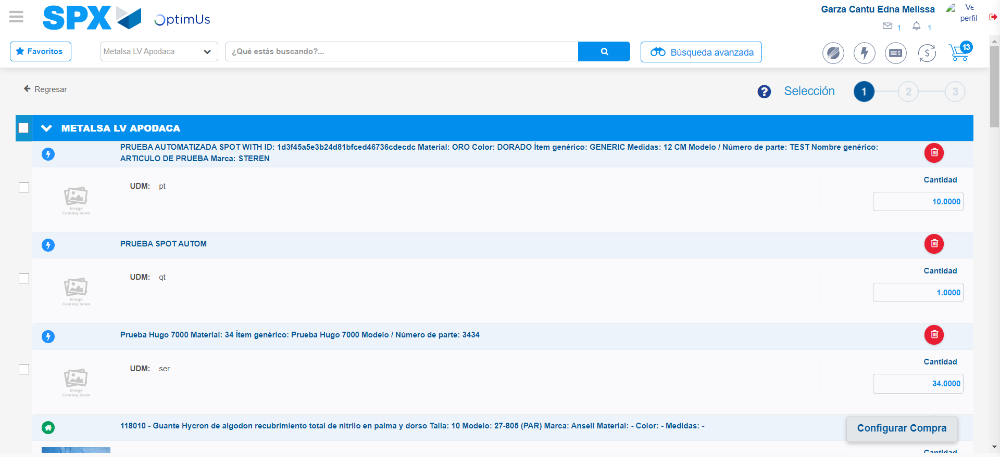 SPX
OptimUs
Garza Cantu Edna Melissa
Ve
perfil
1
1
Favoritos
Metalsa LV Apodaca
¿Qué estás buscando?...
Búsqueda avanzada
13
Regresar
? Selección 1 2 3
METALSA LV APODACA
PRUEBA AUTOMATIZADA SPOT WITH ID: 1d3f45a5e3b24d81bfced46736cdecdc Material: ORO Color: DORADO Ítem genérico: GENERIC Medidas: 12 CM Modelo / Número de parte: TEST Nombre genérico:
ARTICULO DE PRUEBA Marca: STEREN
UDM: pt
Cantidad
10.0000
Image
Coming Soon
PRUEBA SPOT AUTOM
UDM: qt
Cantidad
1.0000
Image
Coming Soon
Prueba Hugo 7000 Material: 34 Ítem genérico: Prueba Hugo 7000 Modelo / Número de parte: 3434
UDM: ser
Cantidad
34.0000
Image
Coming Soon
118010 - Guante Hycron de algodon recubrimiento total de nitrilo en palma y dorso Talla: 10 Modelo: 27-805 (PAR) Marca: Ansell Material: - Color: - Medidas: -
Configurar Compra
Cantidad